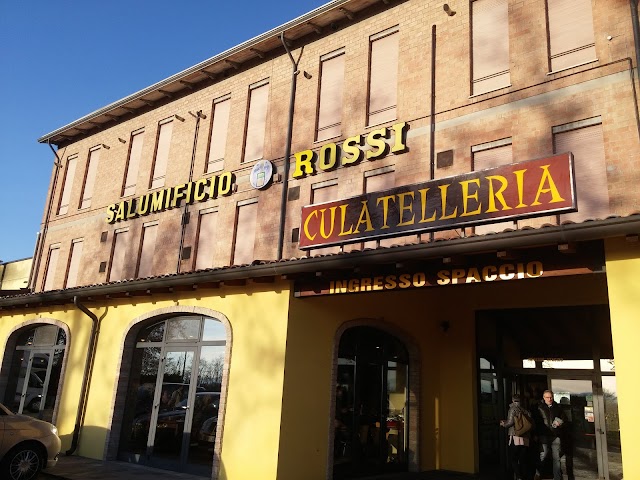 SALUMIFICIO ROSSI
CULATELLERIA
INGRESSO SPACCIO